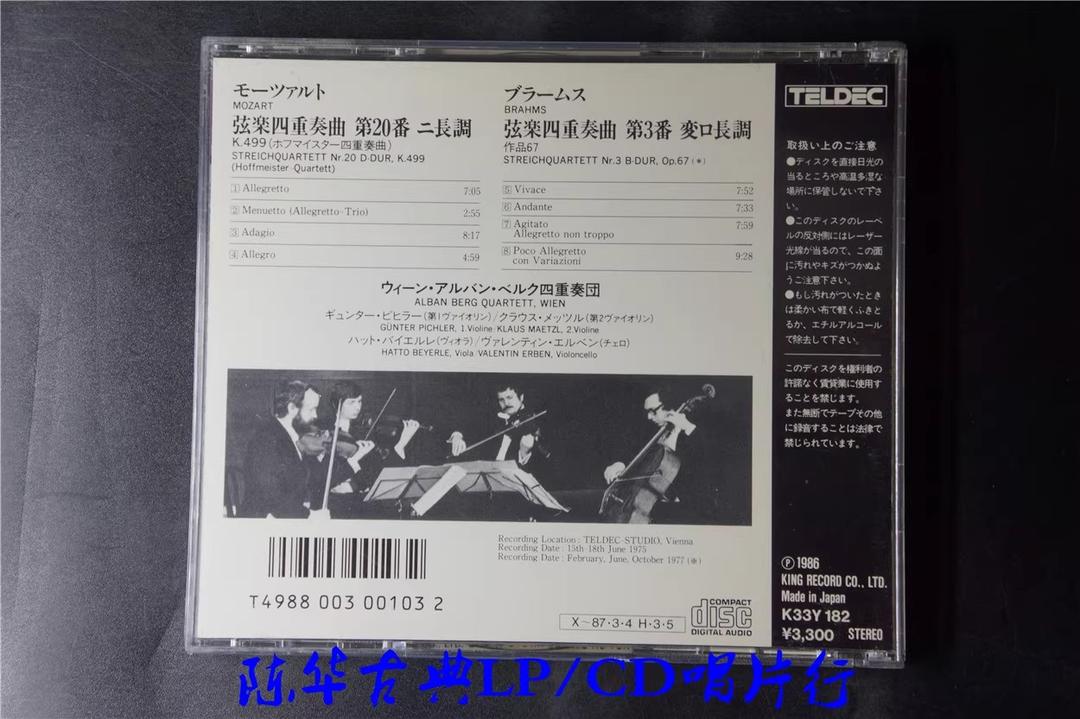 モーツァルト
MOZART
弦楽四重奏曲 第20番 ニ長調
K.499(ホフマイスター四重奏曲)
STREICHQUARTETT Nr.20 D-DUR, K.499
(Hoffmeister-Quartett)
1 Allegretto 7:05
2 Menuetto (Allegretto-Trio) 2:55
3 Adagio 8:17
4 Allegro 4:59
ブラームス
BRAHMS
弦楽四重奏曲 第3番 変ロ長調
作品67
STREICHQUARTETT Nr.3 B-DUR, Op.67 (※)
5 Vivace 7:52
6 Andante 7:33
7 Agitato 7:59
Allegretto non troppo
8 Poco Allegretto 9:28
con Variazioni
ウィーン・アルバン・ベルク四重奏団
ALBAN BERG QUARTETT, WIEN
ギュンター・ピヒラー(第1ヴァイオリン)/クラウス・メッツル(第2ヴァイオリン)
GÜNTER PICHLER, 1.Violine/KLAUS MAETZL, 2.Violine
ハット・バイエルレ(ヴィオラ)/ヴァレンティン・エルベン(チェロ)
HATTO BEYERLE, Viola/VALENTIN ERBEN, Violoncello
Recording Location : TELDEC-STUDIO, Vienna
Recording Date : 15th-18th June 1975
Recording Date : February, June, October 1977 (※)
T4988 003 00103 2
X~87・3・4 H・3・5
COMPACT
disc
DIGITAL AUDIO
TELDEC
取扱い上のご注意
●ディスクを直接日光の
当るところや高温多湿な
場所に保管しないで下さ
い。
●このディスクのレーベ
ルの反対側にはレーザー
光線が当るので、この面
に汚れやキズがつかぬよ
うご注意下さい。
●もし汚れがついたとき
は柔かい布で軽くふきと
るか、エチルアルコール
で除去して下さい。
このディスクを権利者の
許諾なく賃貸業に使用す
ることを禁じます。
また無断でテープその他
に録音することは法律で
禁じられています。
℗1986
KING RECORD CO., LTD.
Made in Japan
K33Y 182
¥3,300 STEREO
陈华古典LP/CD唱片行